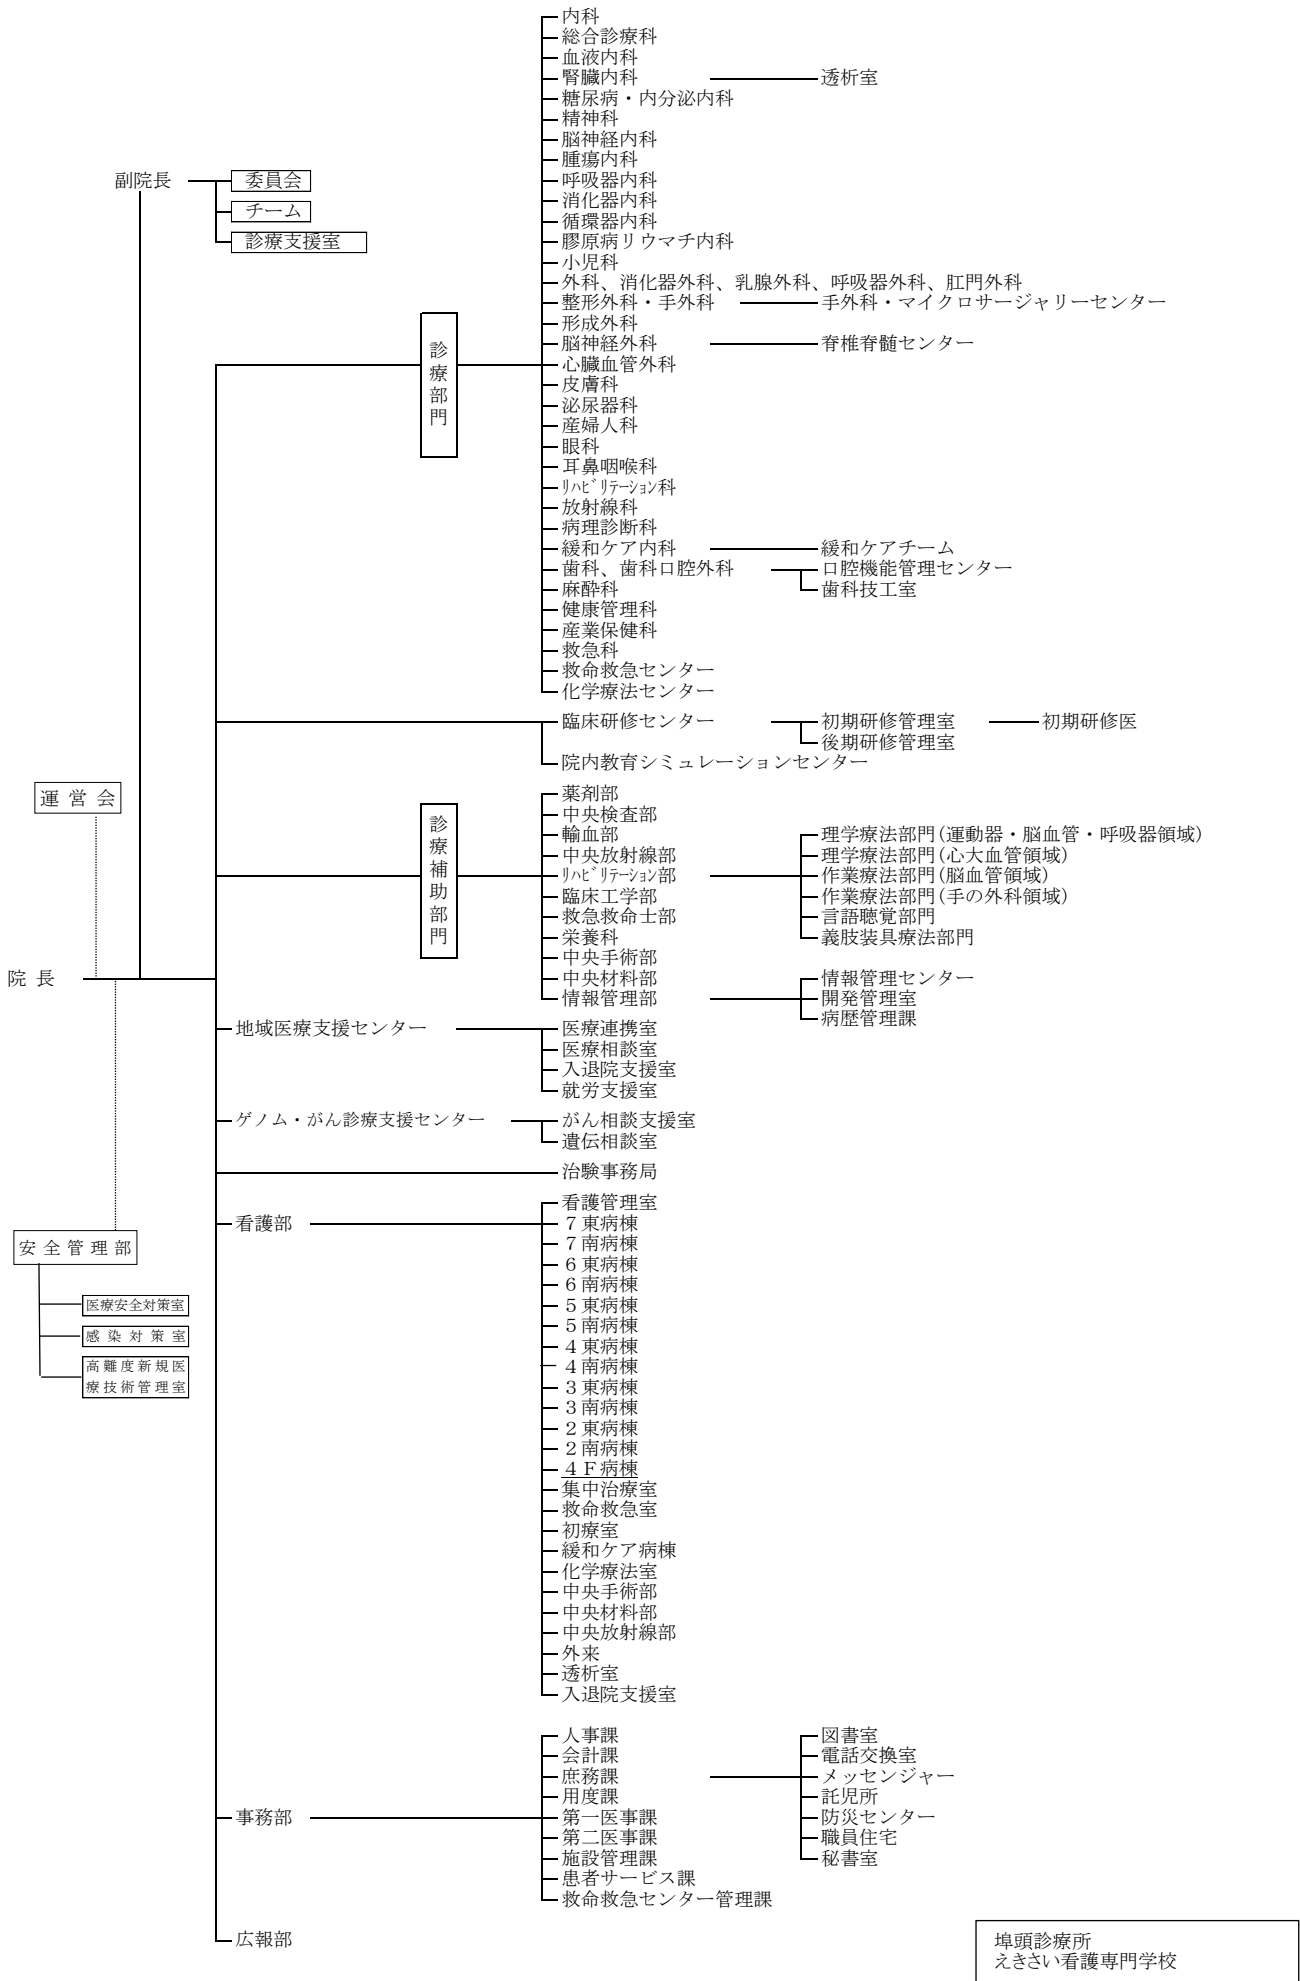 内科
総合診療科
血液内科
腎臓内科 透析室
糖尿病・内分泌内科
精神科
脳神経内科
腫瘍内科
副院長 委員会 呼吸器内科
消化器内科
チーム 循環器内科
診療支援室 膠原病リウマチ内科
小児科
外科、消化器外科、乳腺外科、呼吸器外科、肛門外科
整形外科・手外科 手外科・マイクロサージャリーセンター
形成外科
脳神経外科 脊椎脊髄センター
診療部門 心臓血管外科
皮膚科
泌尿器科
産婦人科
眼科
耳鼻咽喉科
ﾘﾊﾋﾞﾘﾃｰｼｮﾝ科
放射線科
病理診断科
緩和ケア内科 緩和ケアチーム
歯科、歯科口腔外科 口腔機能管理センター
麻酔科 歯科技工室
健康管理科
産業保健科
救急科
救命救急センター
化学療法センター
臨床研修センター 初期研修管理室 初期研修医
後期研修管理室
院内教育シミュレーションセンター
運営会 薬剤部
中央検査部
輸血部 理学療法部門(運動器・脳血管・呼吸器領域)
中央放射線部 理学療法部門(心大血管領域)
診療補助部門 ﾘﾊﾋﾞﾘﾃｰｼｮﾝ部 作業療法部門(脳血管領域)
臨床工学部 作業療法部門(手の外科領域)
救急救命士部 言語聴覚部門
栄養科 義肢装具療法部門
中央手術部
院長 中央材料部 情報管理センター
情報管理部 開発管理室
病歴管理課
地域医療支援センター 医療連携室
医療相談室
入退院支援室
就労支援室
ゲノム・がん診療支援センター がん相談支援室
遺伝相談室
治験事務局
看護管理室
看護部 7東病棟
安全管理部 7南病棟
6東病棟
6南病棟
医療安全対策室 5東病棟
5南病棟
感染対策室 4東病棟
高難度新規医 4南病棟
療技術管理室 3東病棟
3南病棟
2東病棟
2南病棟
4F病棟
集中治療室
救命救急室
初療室
緩和ケア病棟
化学療法室
中央手術部
中央材料部
中央放射線部
外来
透析室
入退院支援室
人事課 図書室
会計課 電話交換室
庶務課 メッセンジャー
用度課 託児所
事務部 第一医事課 防災センター
第二医事課 職員住宅
施設管理課 秘書室
患者サービス課
救命救急センター管理課
広報部 埠頭診療所
えきさい看護専門学校